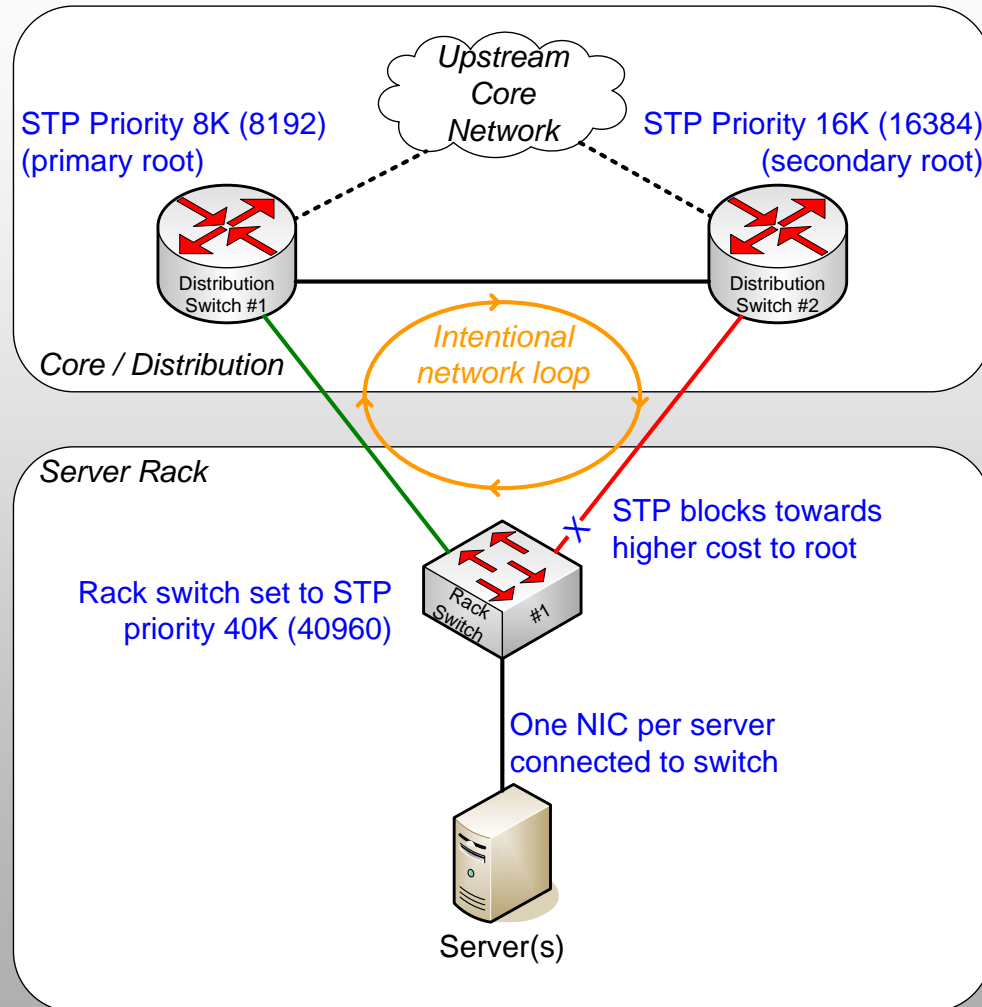 Upstream
Core
Network
STP Priority 8K (8192)
(primary root)
STP Priority 16K (16384)
(secondary root)
Distribution
Switch #1
Distribution
Switch #2
Intentional
network loop
Core / Distribution
Server Rack
STP blocks towards
higher cost to root
X
Rack switch set to STP
priority 40K (40960)
Rack
Switch
#1
One NIC per server
connected to switch
Server(s)